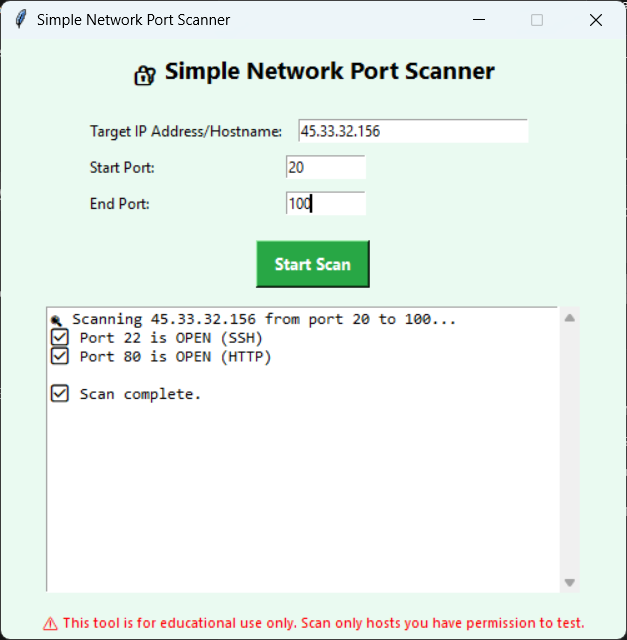 Simple Network Port Scanner
🔐 Simple Network Port Scanner
Target IP Address/Hostname: 45.33.32.156
Start Port: 20
End Port: 100
Start Scan
🔍 Scanning 45.33.32.156 from port 20 to 100...
☑ Port 22 is OPEN (SSH)
☑ Port 80 is OPEN (HTTP)
☑ Scan complete.
⚠ This tool is for educational use only. Scan only hosts you have permission to test.